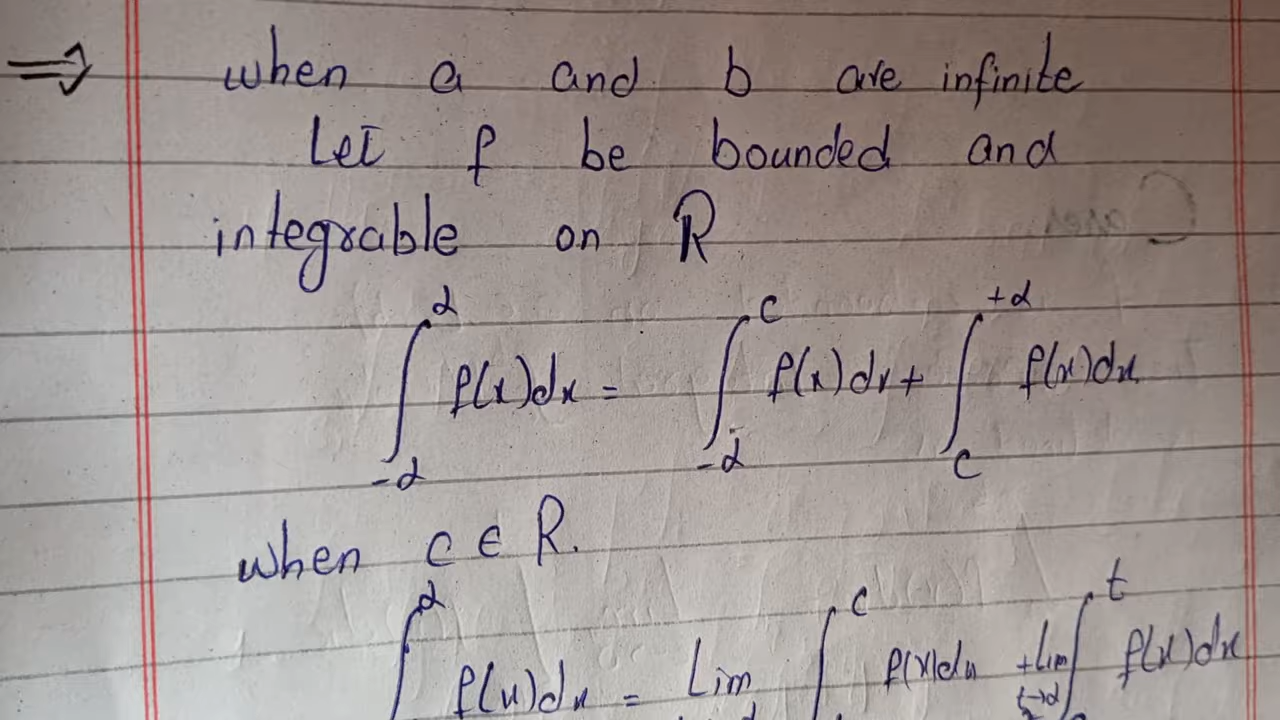 ⇒ when a and b are infinite
Let f be bounded and
integrable on R
∫_{-∞}^{∞} f(x)dx = ∫_{-∞}^{c} f(x)dx + ∫_{c}^{+∞} f(x)dx
when c ∈ R.
∫^{∞} f(x)dx = Lim ∫^{c} f(x)dx + Lim_{t→∞} ∫^{t} f(x)dx